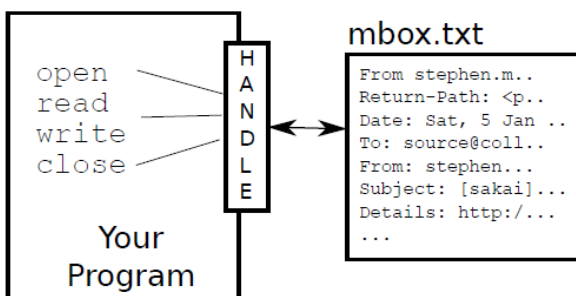 open
read
write
close
Your
Program
HANDLE
mbox.txt
From stephen.m..
Return-Path: <p..
Date: Sat, 5 Jan ..
To: source@coll..
From: stephen...
Subject: [sakai]...
Details: http:/...
...